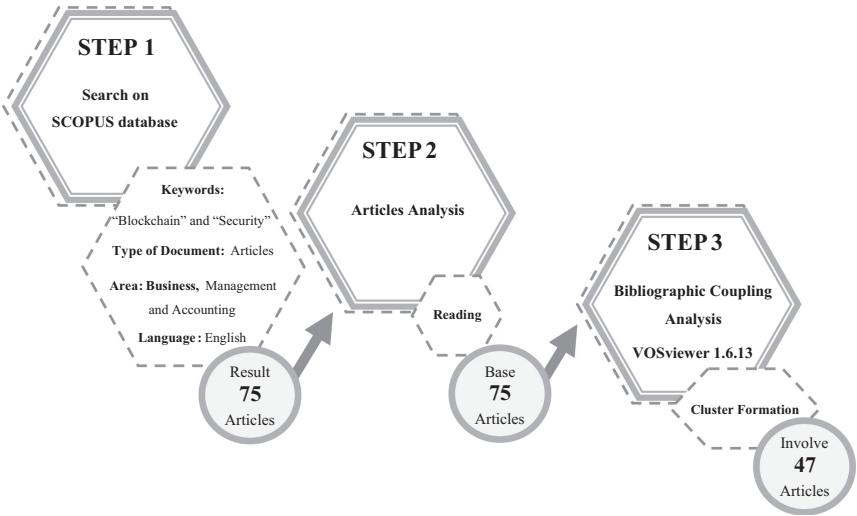 STEP 1
Search on
SCOPUS database
Keywords:
"Blockchain" and "Security"
Type of Document: Articles
Area: Business, Management
and Accounting
Language: English
Result
75
Articles
STEP 2
Articles Analysis
Reading
Base
75
Articles
STEP 3
Bibliographic Coupling
Analysis
VOSviewer 1.6.13
Cluster Formation
Involve
47
Articles